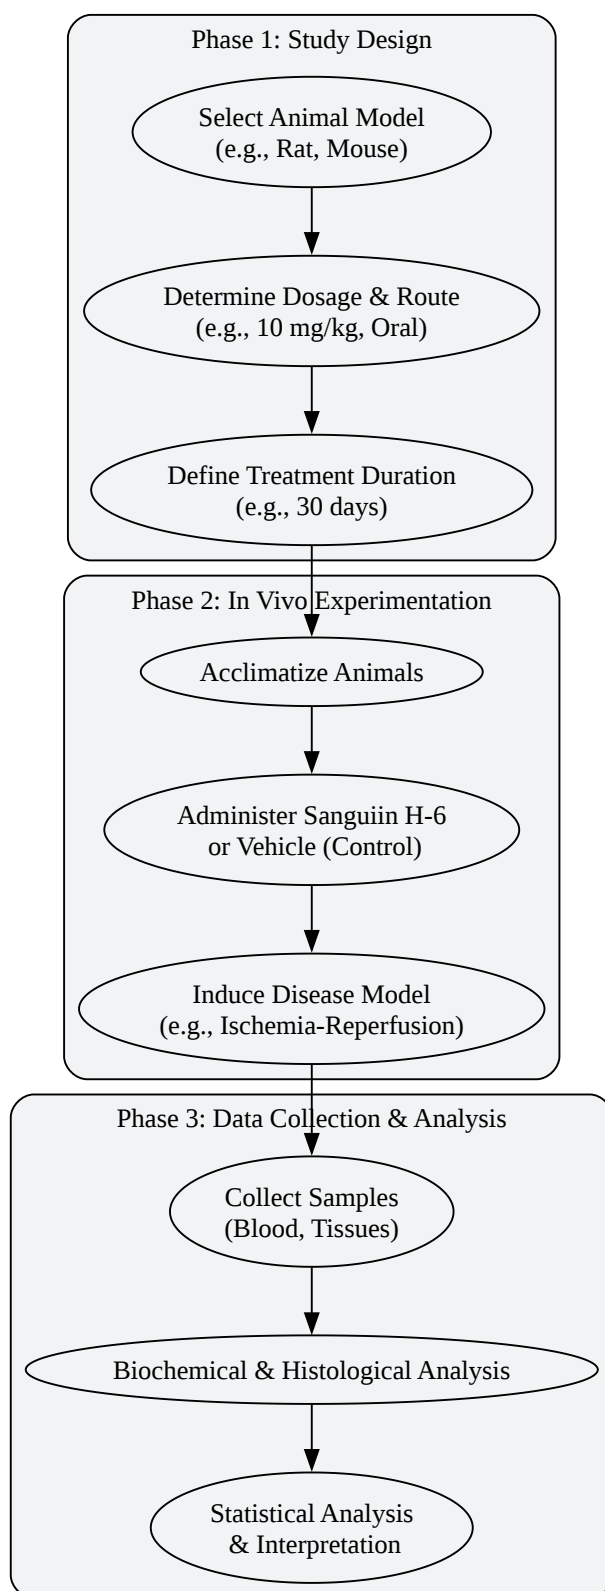 Phase 1: Study Design
Select Animal Model
(e.g., Rat, Mouse)
Determine Dosage & Route
(e.g., 10 mg/kg, Oral)
Define Treatment Duration
(e.g., 30 days)
Phase 2: In Vivo Experimentation
Acclimatize Animals
Administer Sanguiin H-6
or Vehicle (Control)
Induce Disease Model
(e.g., Ischemia-Reperfusion)
Phase 3: Data Collection & Analysis
Collect Samples
(Blood, Tissues)
Biochemical & Histological Analysis
Statistical Analysis
& Interpretation